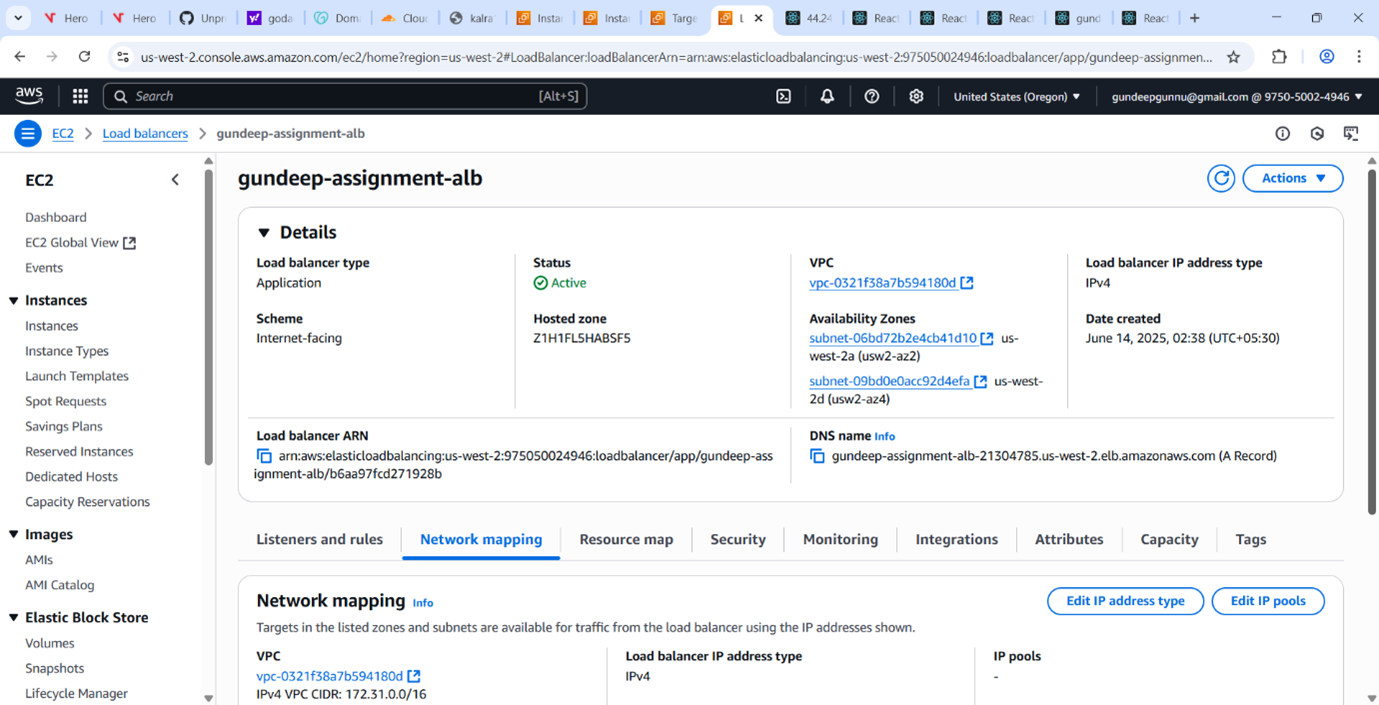 Hero
Hero
Unpr
goda
Dom
Clou
kalra
Instan
Instan
Targe
L
44.24
React
React
React
gund
React
us-west-2.console.aws.amazon.com/ec2/home?region=us-west-2#LoadBalancer:loadBalancerArn=arn:aws:elasticloadbalancing:us-west-2:975050024946:loadbalancer/app/gundeep-assignmen...
aws
Search
[Alt+S]
United States (Oregon)
gundeepgunnu@gmail.com @ 9750-5002-4946
EC2
Load balancers
gundeep-assignment-alb
EC2
Dashboard
EC2 Global View
Events
Instances
Instances
Instance Types
Launch Templates
Spot Requests
Savings Plans
Reserved Instances
Dedicated Hosts
Capacity Reservations
Images
AMIs
AMI Catalog
Elastic Block Store
Volumes
Snapshots
Lifecycle Manager
gundeep-assignment-alb
Actions
Details
Load balancer type
Application
Status
Active
VPC
vpc-0321f38a7b594180d
Load balancer IP address type
IPv4
Scheme
Internet-facing
Hosted zone
Z1H1FL5HABSF5
Availability Zones
subnet-06bd72b2e4cb41d10 us-
west-2a (usw2-az2)
subnet-09bd0e0acc92d4efa us-west-
2d (usw2-az4)
Date created
June 14, 2025, 02:38 (UTC+05:30)
Load balancer ARN
arn:aws:elasticloadbalancing:us-west-2:975050024946:loadbalancer/app/gundeep-ass
ignment-alb/b6aa97fcd271928b
DNS name Info
gundeep-assignment-alb-21304785.us-west-2.elb.amazonaws.com (A Record)
Listeners and rules
Network mapping
Resource map
Security
Monitoring
Integrations
Attributes
Capacity
Tags
Network mapping Info
Edit IP address type
Edit IP pools
Targets in the listed zones and subnets are available for traffic from the load balancer using the IP addresses shown.
VPC
vpc-0321f38a7b594180d
IPv4 VPC CIDR: 172.31.0.0/16
Load balancer IP address type
IPv4
IP pools
-